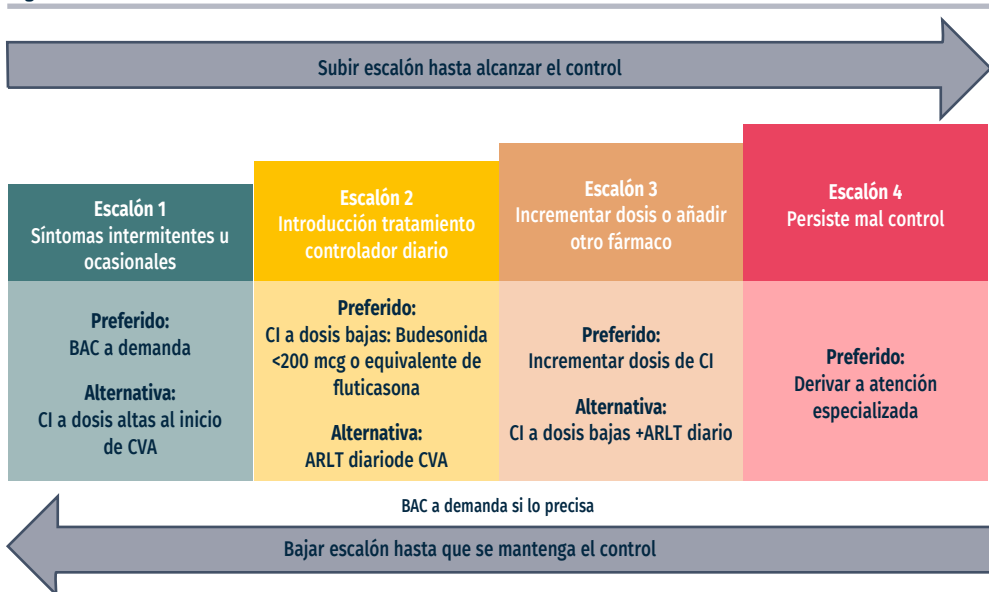 Subir escalón hasta alcanzar el control
Escalón 1
Síntomas intermitentes u
ocasionales
Escalón 2
Introducción tratamiento
controlador diario
Escalón 3
Incrementar dosis o añadir
otro fármaco
Escalón 4
Persiste mal control
Preferido:
BAC a demanda
Alternativa:
CI a dosis altas al inicio
de CVA
Preferido:
CI a dosis bajas: Budesonida
<200 mcg o equivalente de
fluticasona
Alternativa:
ARLT diariode CVA
Preferido:
Incrementar dosis de CI
Alternativa:
CI a dosis bajas +ARLT diario
Preferido:
Derivar a atención
especializada
BAC a demanda si lo precisa
Bajar escalón hasta que se mantenga el control